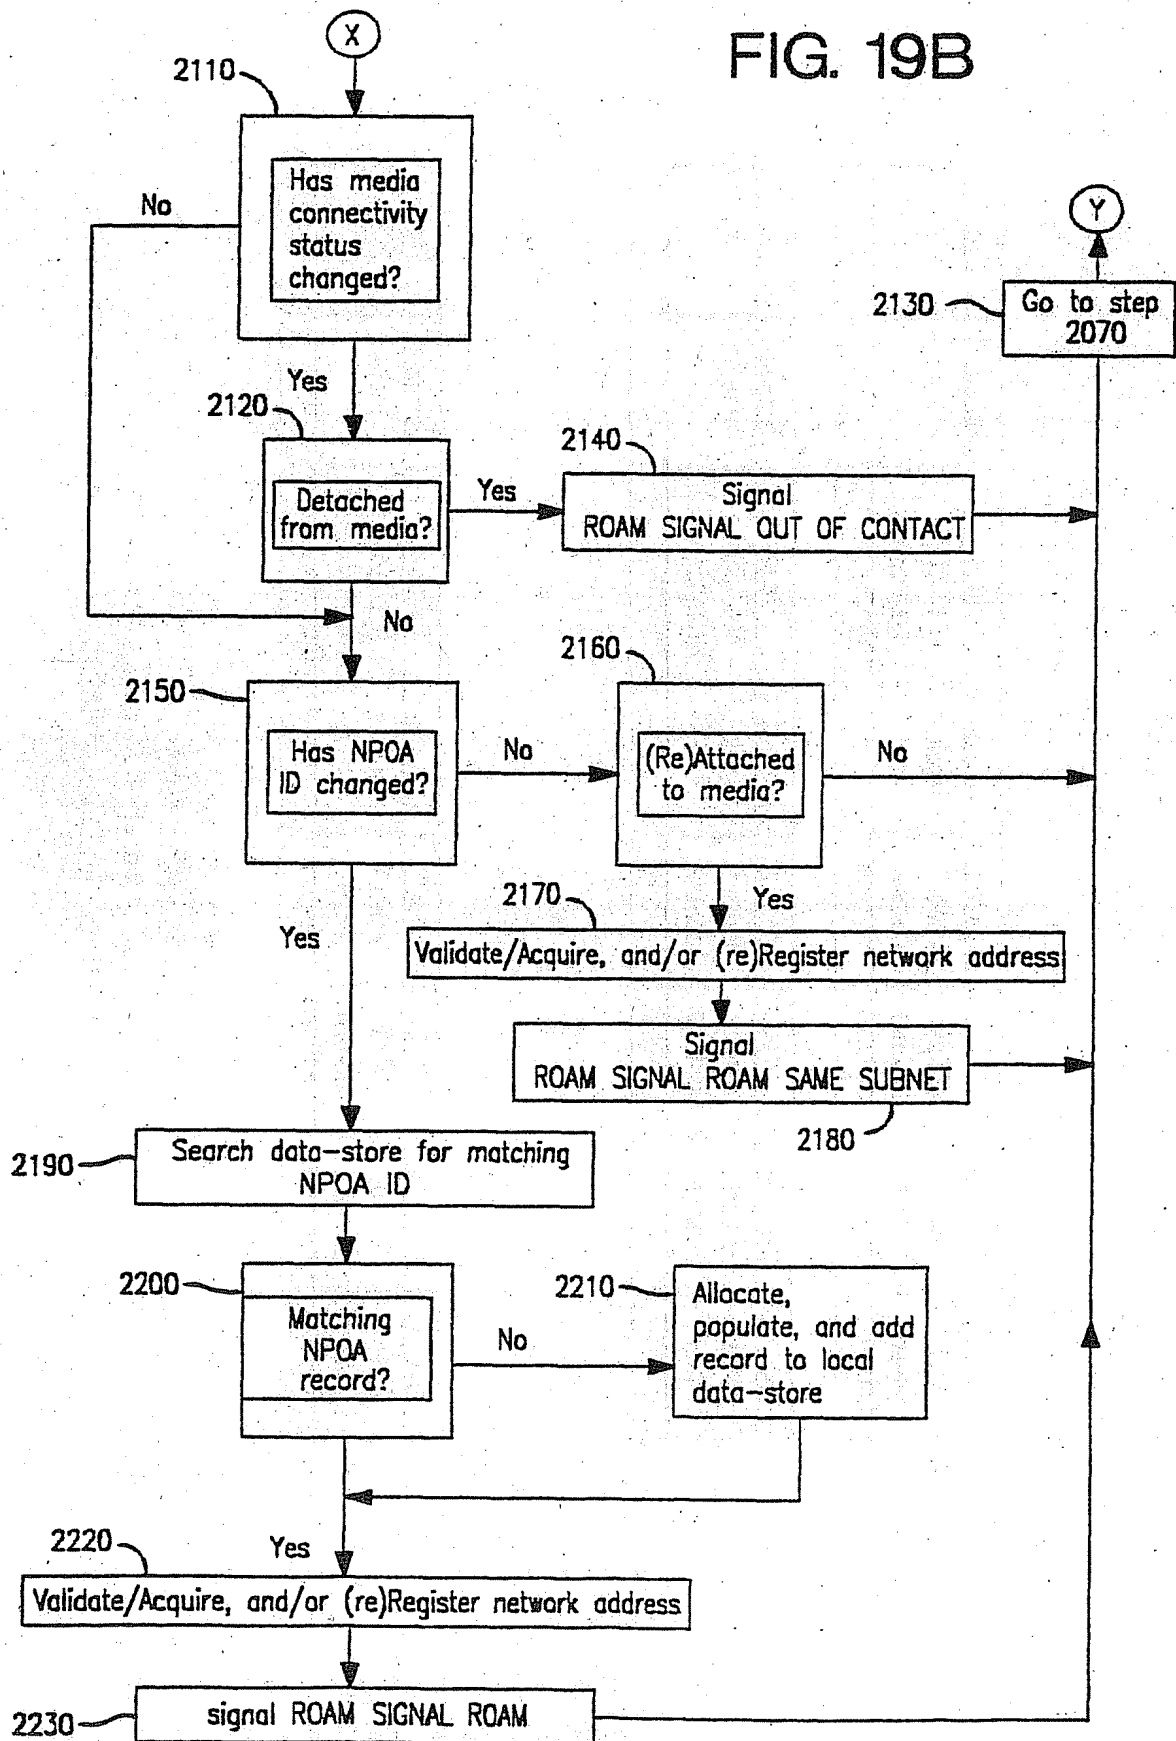 X
FIG. 19B
2110
Has media
connectivity
status
changed?
No
Y
2130
Go to step
2070
Yes
2120
Detached
from media?
Yes
2140
Signal
ROAM SIGNAL OUT OF CONTACT
No
2150
Has NPOA
ID changed?
No
2160
(Re)Attached
to media?
No
Yes
2170
Yes
Validate/Acquire, and/or (re)Register network address
Signal
ROAM SIGNAL ROAM SAME SUBNET
2180
2190
Search data-store for matching
NPOA ID
2200
Matching
NPOA
record?
No
2210
Allocate,
populate, and add
record to local
data-store
Yes
2220
Validate/Acquire, and/or (re)Register network address
2230
signal ROAM SIGNAL ROAM